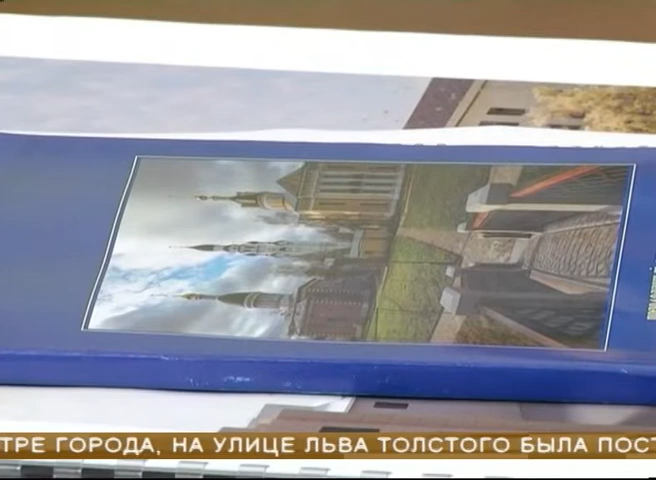 ТРЕ ГОРОДА, НА УЛИЦЕ ЛЬВА ТОЛСТОГО БЫЛА ПОСТ